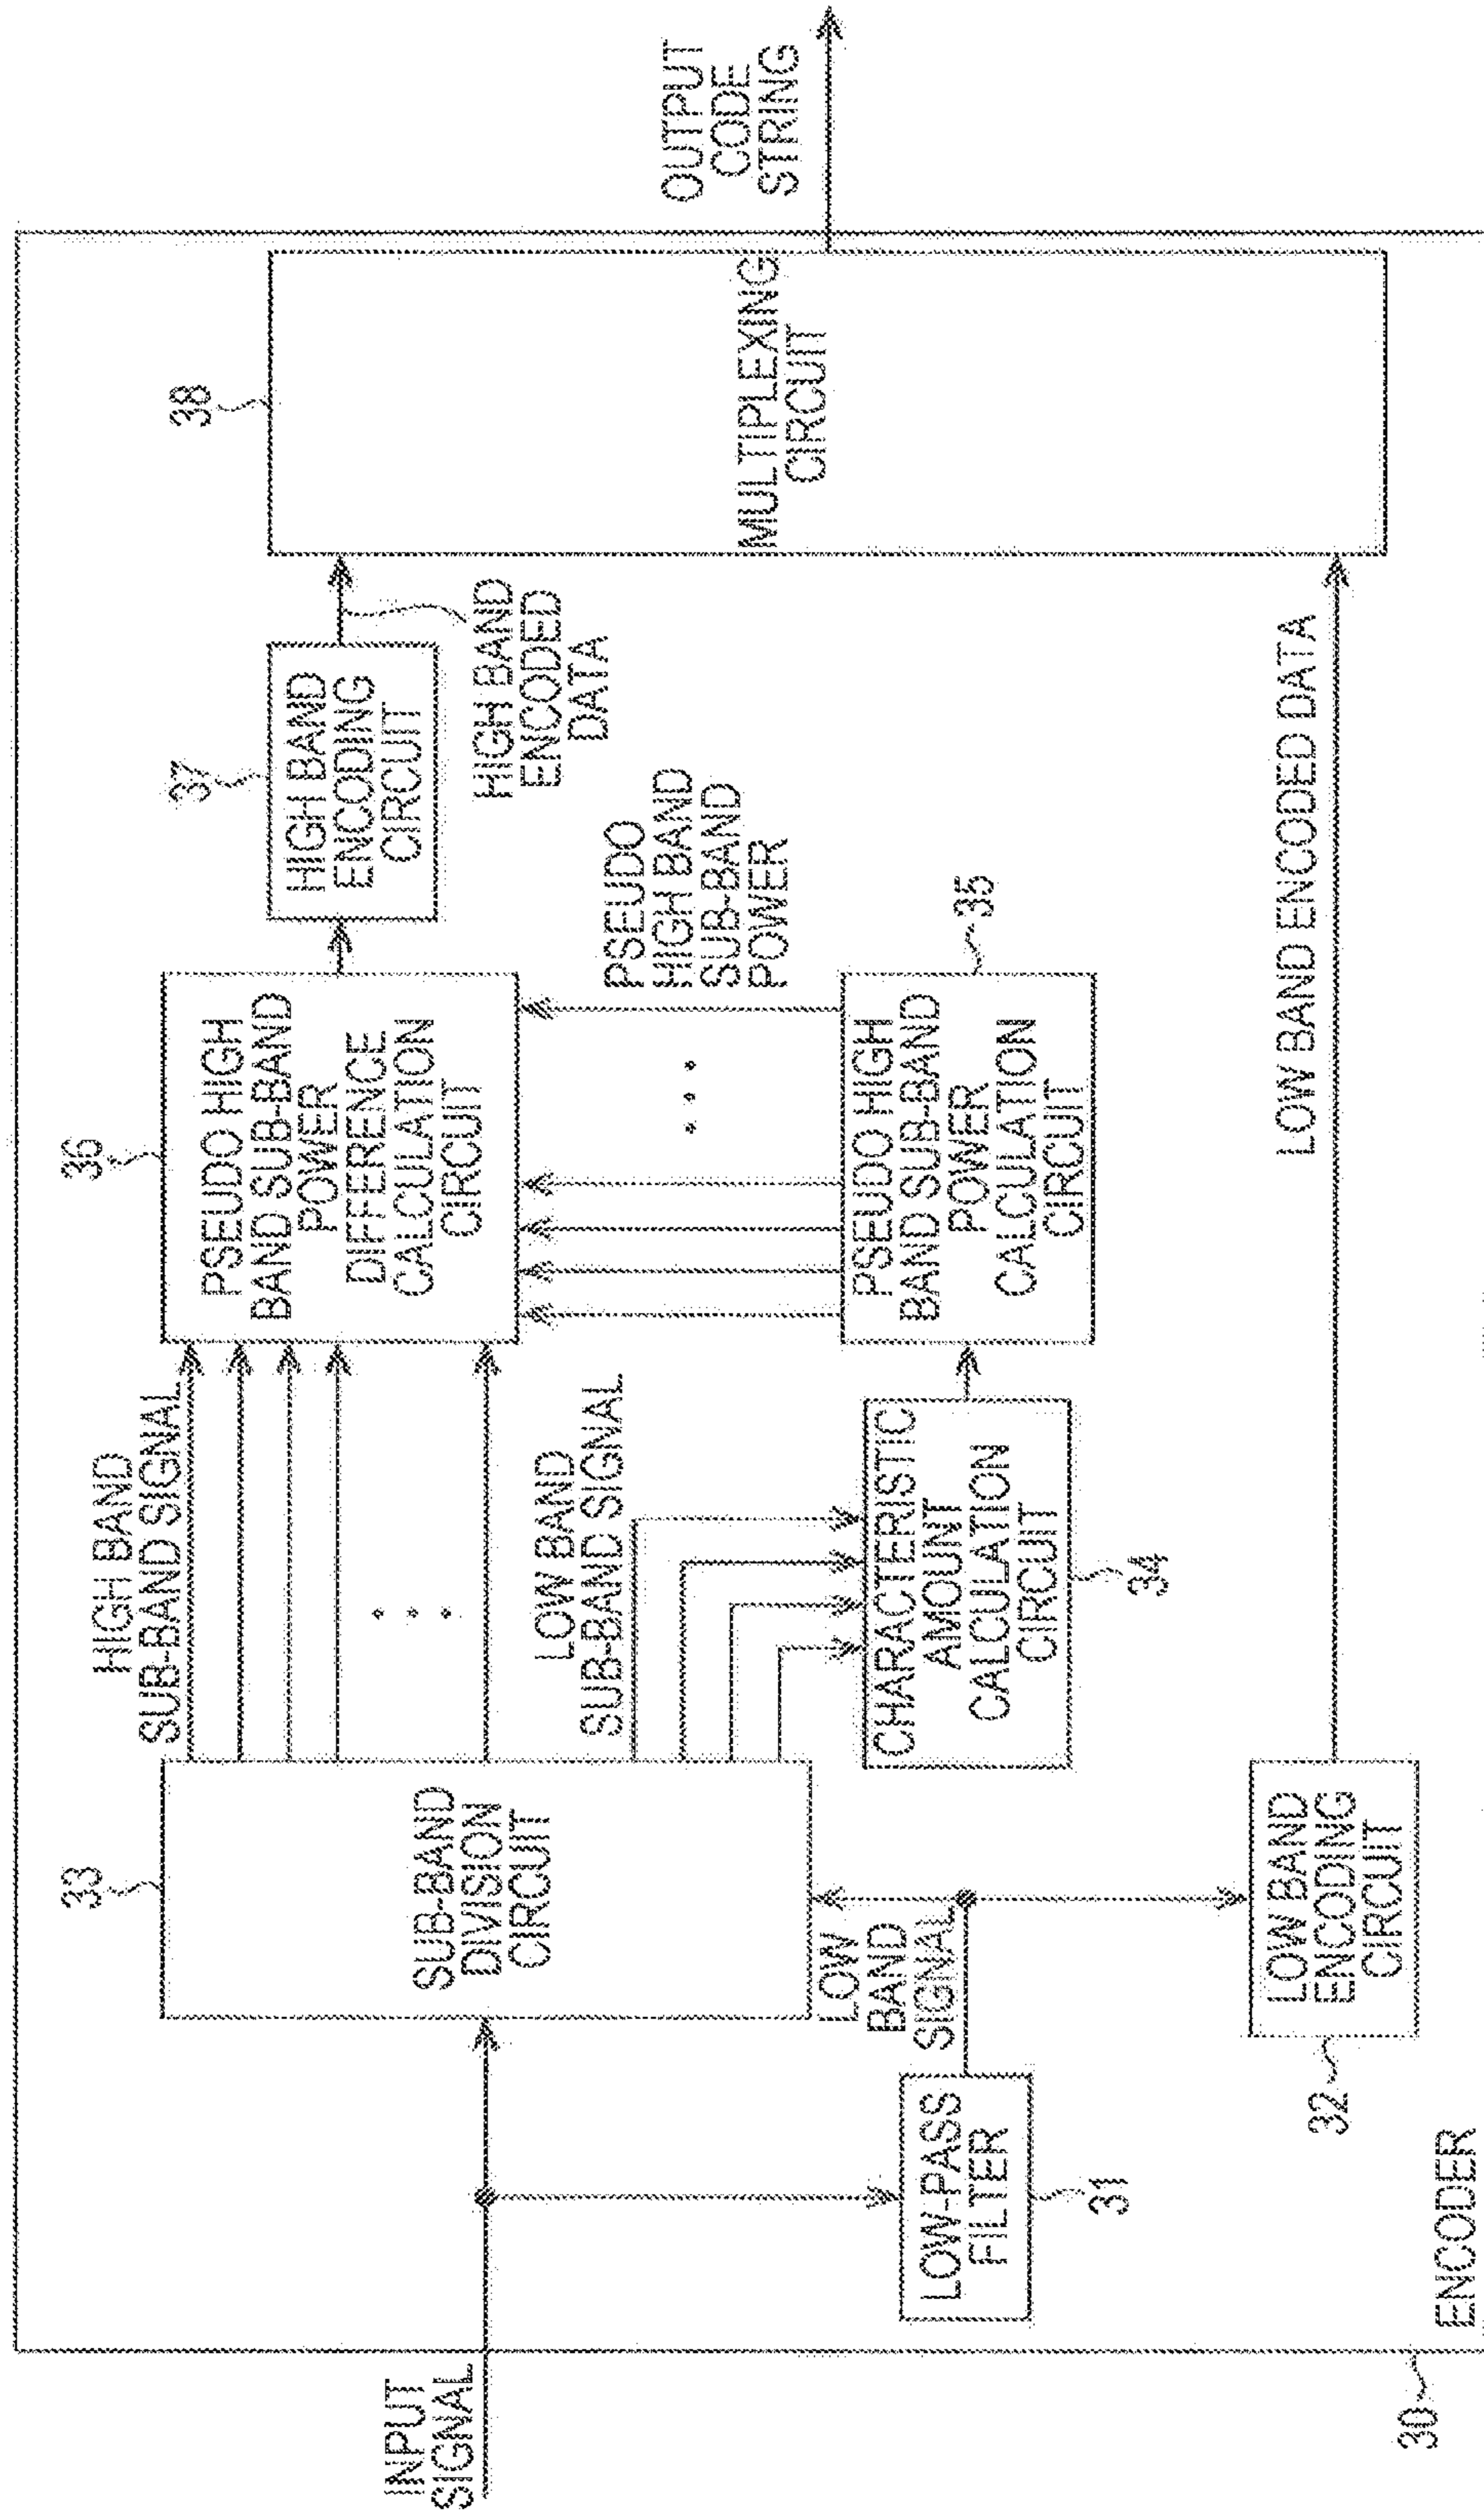 INPUT
SIGNAL
30
ENCODER
33
SUB-BAND
DIVISION
CIRCUIT
LOW-PASS
FILTER
31
LOW
BAND
SIGNAL
LOW BAND
ENCODING
CIRCUIT
32
HIGH BAND
SUB-BAND SIGNAL
LOW BAND
SUB-BAND SIGNAL
CHARACTERISTIC
AMOUNT
CALCULATION
CIRCUIT
34
36
PSEUDO HIGH
BAND SUB-BAND
POWER
DIFFERENCE
CALCULATION
CIRCUIT
PSEUDO
HIGH BAND
SUB-BAND
POWER
PSEUDO HIGH
BAND SUB-BAND
POWER
CALCULATION
CIRCUIT
35
37
HIGH BAND
ENCODING
CIRCUIT
HIGH BAND
ENCODED
DATA
LOW BAND ENCODED DATA
38
MULTIPLEXING
CIRCUIT
OUTPUT
CODE
STRING